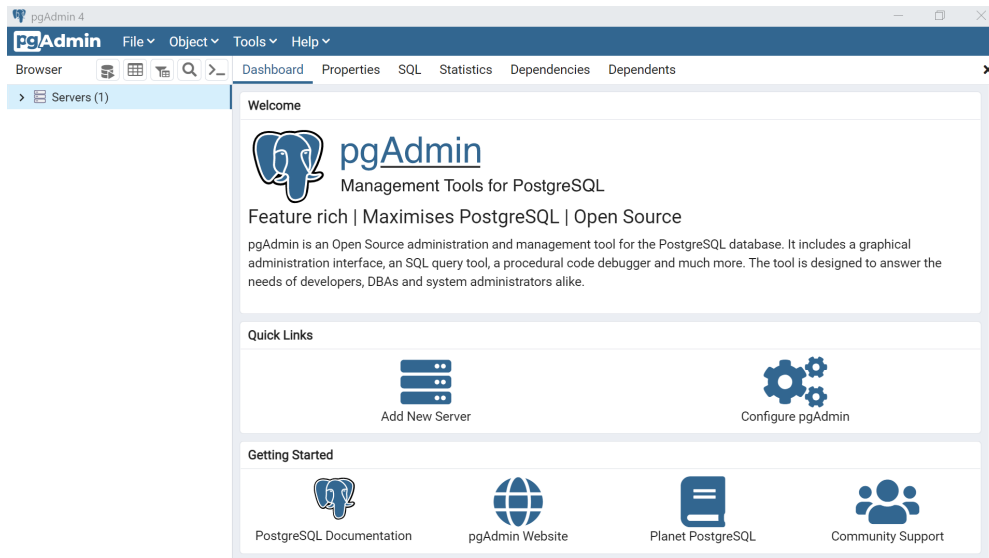 pgAdmin 4
pgAdmin File Object Tools Help
Browser
Dashboard Properties SQL Statistics Dependencies Dependents
Servers (1)
Welcome
pgAdmin
Management Tools for PostgreSQL
Feature rich | Maximises PostgreSQL | Open Source
pgAdmin is an Open Source administration and management tool for the PostgreSQL database. It includes a graphical
administration interface, an SQL query tool, a procedural code debugger and much more. The tool is designed to answer the
needs of developers, DBAs and system administrators alike.
Quick Links
Add New Server
Configure pgAdmin
Getting Started
PostgreSQL Documentation
pgAdmin Website
Planet PostgreSQL
Community Support